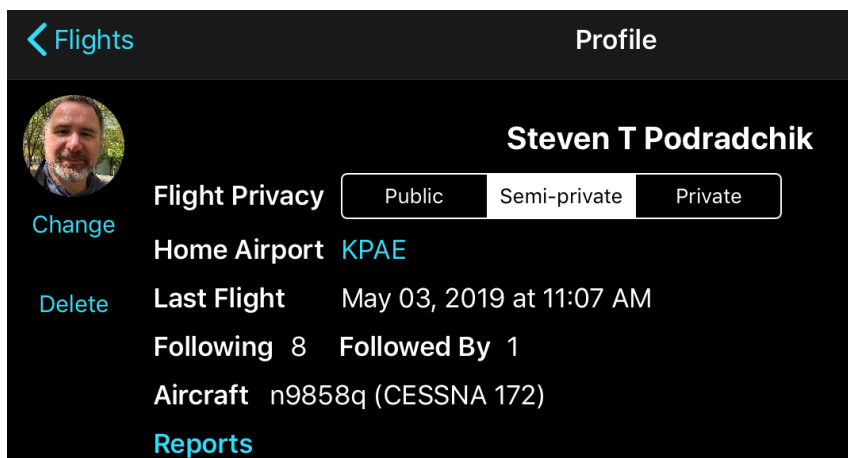 Flights Profile
Steven T Podradchik
Flight Privacy Public Semi-private Private
Change
Home Airport KPAE
Delete Last Flight May 03, 2019 at 11:07 AM
Following 8 Followed By 1
Aircraft n9858q (CESSNA 172)
Reports